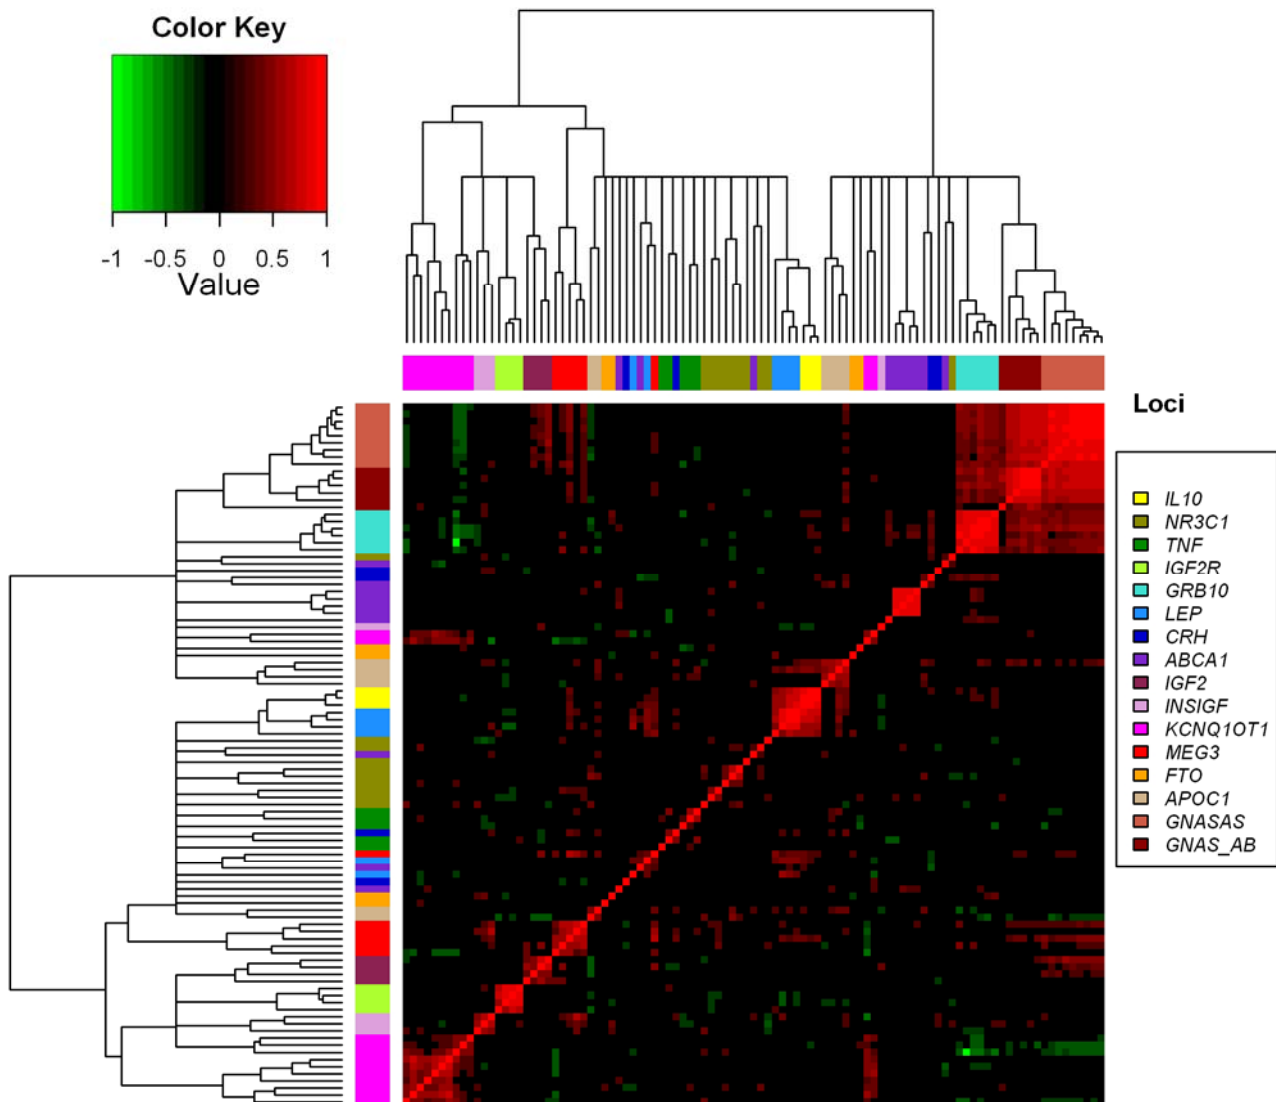 Color Key
-1 -0.5 0 0.5 1
Value
Loci
IL10
NR3C1
TNF
IGF2R
GRB10
LEP
CRH
ABCA1
IGF2
INSIGF
KCNQ1OT1
MEG3
FTO
APOC1
GNASAS
GNAS_AB